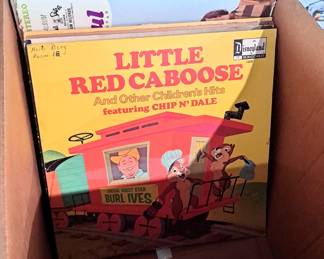 Disneyland
LITTLE
RED CABOOSE
And Other Children's Hits
featuring CHIP N' DALE
SPECIAL GUEST STAR
BURL IVES